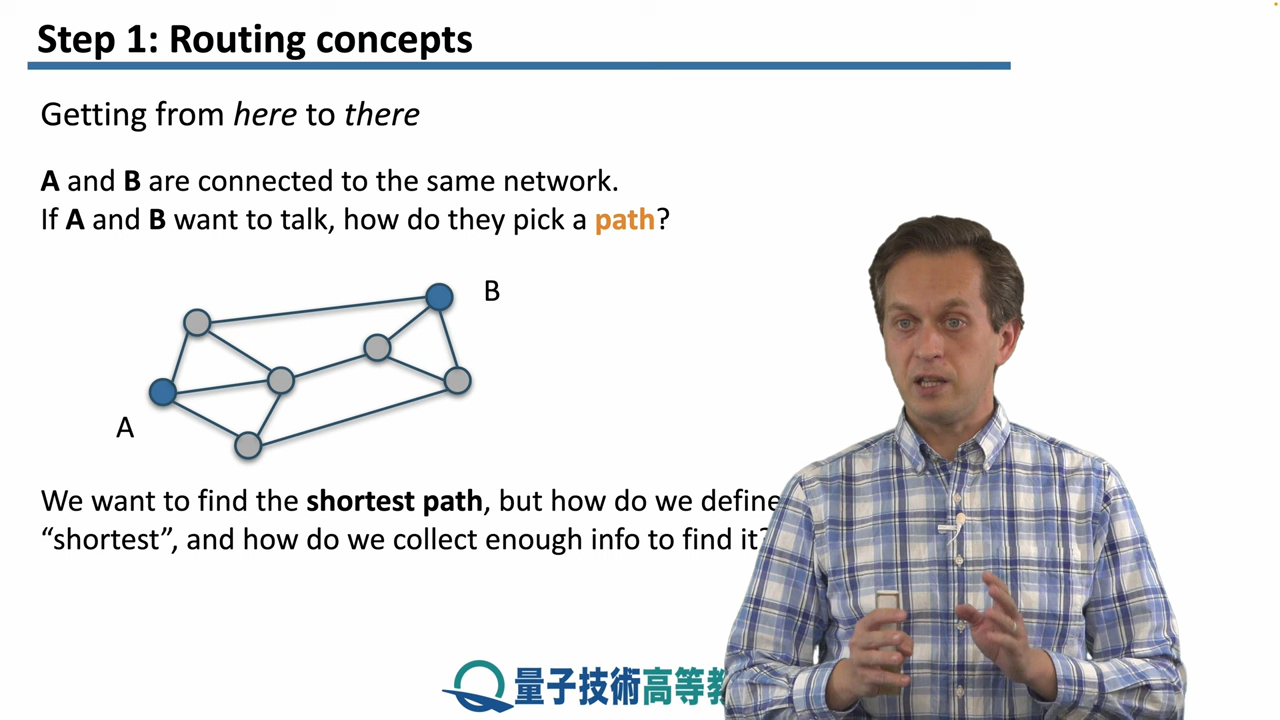 Step 1: Routing concepts
Getting from here to there
A and B are connected to the same network.
If A and B want to talk, how do they pick a path?
B
A
We want to find the shortest path, but how do we define
“shortest”, and how do we collect enough info to find it?
量子技術高等